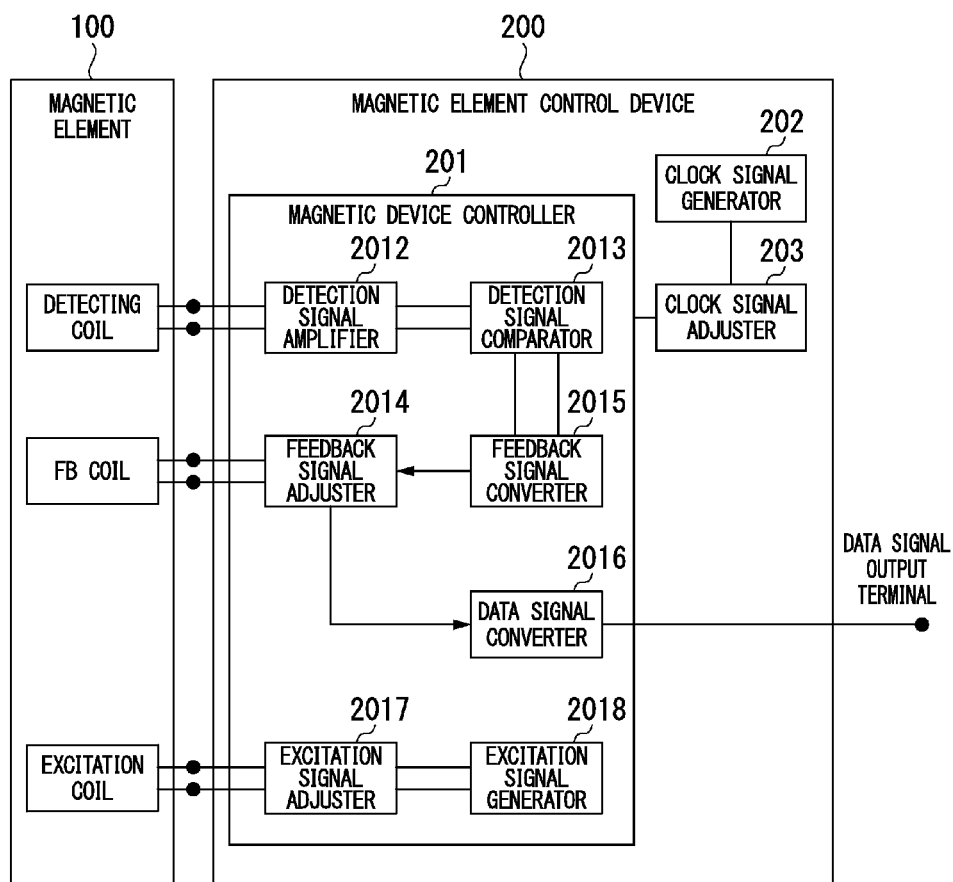 100
200
MAGNETIC
ELEMENT
MAGNETIC ELEMENT CONTROL DEVICE
202
CLOCK SIGNAL
GENERATOR
201
MAGNETIC DEVICE CONTROLLER
203
CLOCK SIGNAL
ADJUSTER
2012
2013
DETECTING
COIL
DETECTION
SIGNAL
AMPLIFIER
DETECTION
SIGNAL
COMPARATOR
2014
2015
FB COIL
FEEDBACK
SIGNAL
ADJUSTER
FEEDBACK
SIGNAL
CONVERTER
2016
DATA SIGNAL
CONVERTER
DATA SIGNAL
OUTPUT
TERMINAL
2017
2018
EXCITATION
COIL
EXCITATION
SIGNAL
ADJUSTER
EXCITATION
SIGNAL
GENERATOR